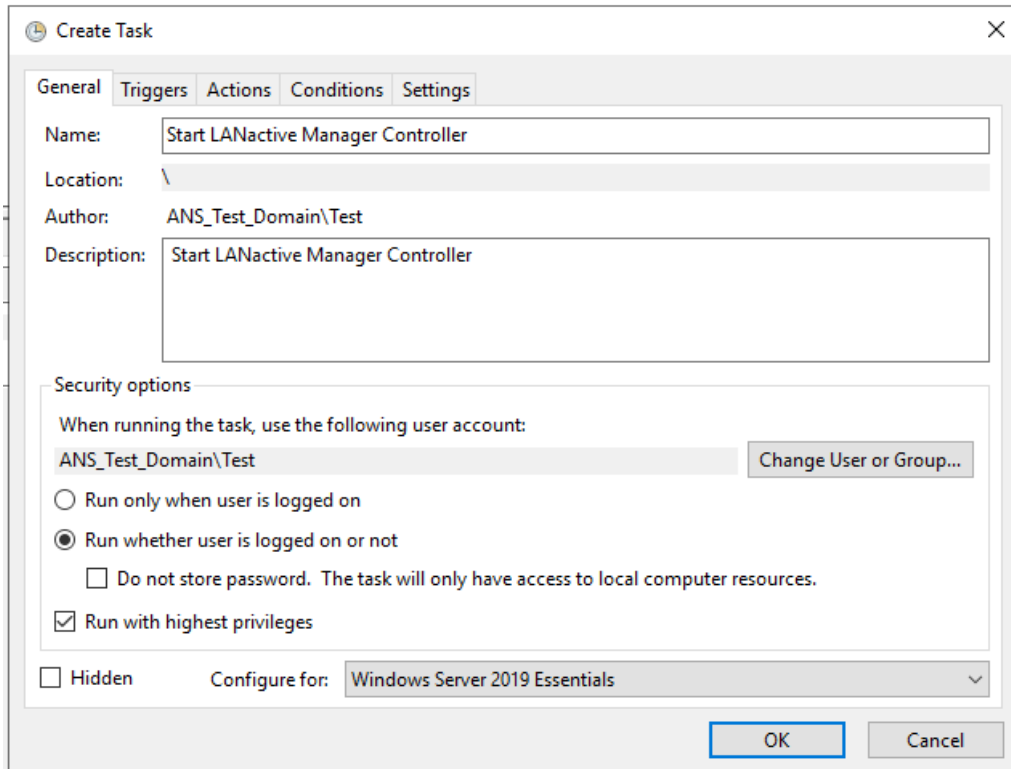 Create Task
General Triggers Actions Conditions Settings
Name: Start LANactive Manager Controller
Location: \
Author: ANS_Test_Domain\Test
Description: Start LANactive Manager Controller
Security options
When running the task, use the following user account:
ANS_Test_Domain\Test Change User or Group...
Run only when user is logged on
Run whether user is logged on or not
Do not store password. The task will only have access to local computer resources.
Run with highest privileges
Hidden Configure for: Windows Server 2019 Essentials
OK Cancel